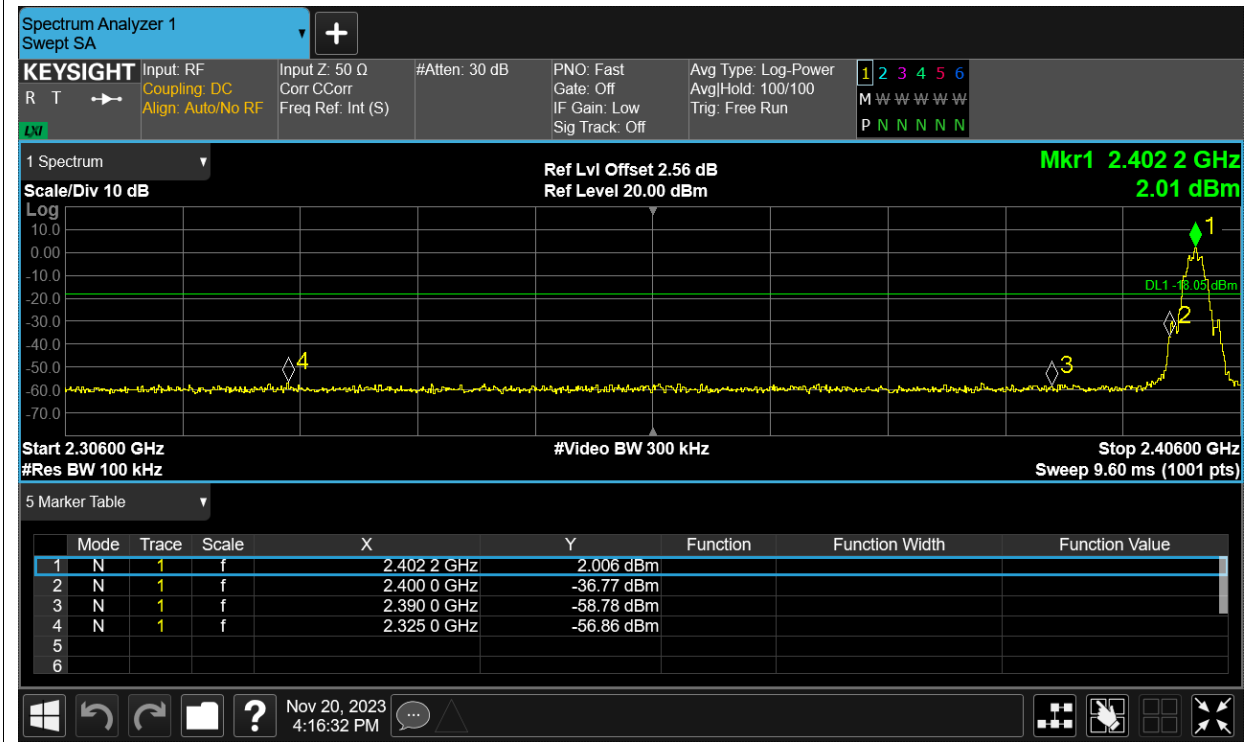 Spectrum Analyzer 1
Swept SA
KEYSIGHT
R T
LXI
Input: RF
Coupling: DC
Align: Auto/No RF
Input Z: 50 Ω
Corr CCorr
Freq Ref: Int (S)
#Atten: 30 dB
PNO: Fast
Gate: Off
IF Gain: Low
Sig Track: Off
Avg Type: Log-Power
Avg|Hold: 100/100
Trig: Free Run
1 2 3 4 5 6
M W W W W W
P N N N N N
1 Spectrum
Scale/Div 10 dB
Ref Lvl Offset 2.56 dB
Ref Level 20.00 dBm
Mkr1 2.402 2 GHz
2.01 dBm
Log
10.0
0.00
-10.0
-20.0
-30.0
-40.0
-50.0
-60.0
-70.0
1
DL1 -18.05 dBm
2
4
3
Start 2.30600 GHz
#Video BW 300 kHz
Stop 2.40600 GHz
#Res BW 100 kHz
Sweep 9.60 ms (1001 pts)
5 Marker Table
Mode Trace Scale X Y Function Function Width Function Value
1 N 1 f 2.402 2 GHz 2.006 dBm
2 N 1 f 2.400 0 GHz -36.77 dBm
3 N 1 f 2.390 0 GHz -58.78 dBm
4 N 1 f 2.325 0 GHz -56.86 dBm
5
6
?
Nov 20, 2023
4:16:32 PM